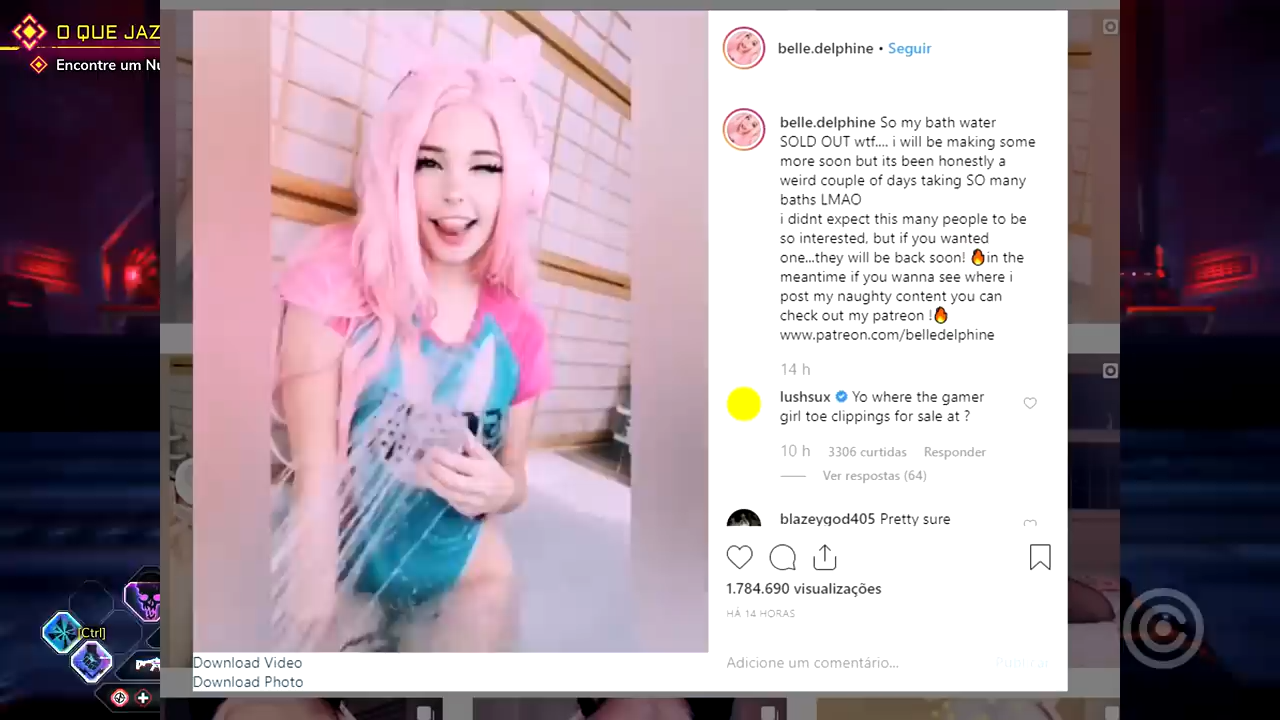 O QUE JAZ
Encontre um Nu
belle.delphine • Seguir
belle.delphine So my bath water
SOLD OUT wtf.... i will be making some
more soon but its been honestly a
weird couple of days taking SO many
baths LMAO
i didnt expect this many people to be
so interested, but if you wanted
one...they will be back soon! 🔥in the
meantime if you wanna see where i
post my naughty content you can
check out my patreon !🔥
www.patreon.com/belledelphine
14 h
lushsux Yo where the gamer
girl toe clippings for sale at ?
10 h 3306 curtidas Responder
Ver respostas (64)
blazeygod405 Pretty sure
1.784.690 visualizações
HÁ 14 HORAS
Adicione um comentário... Publicar
Download Video
Download Photo
[Ctrl]